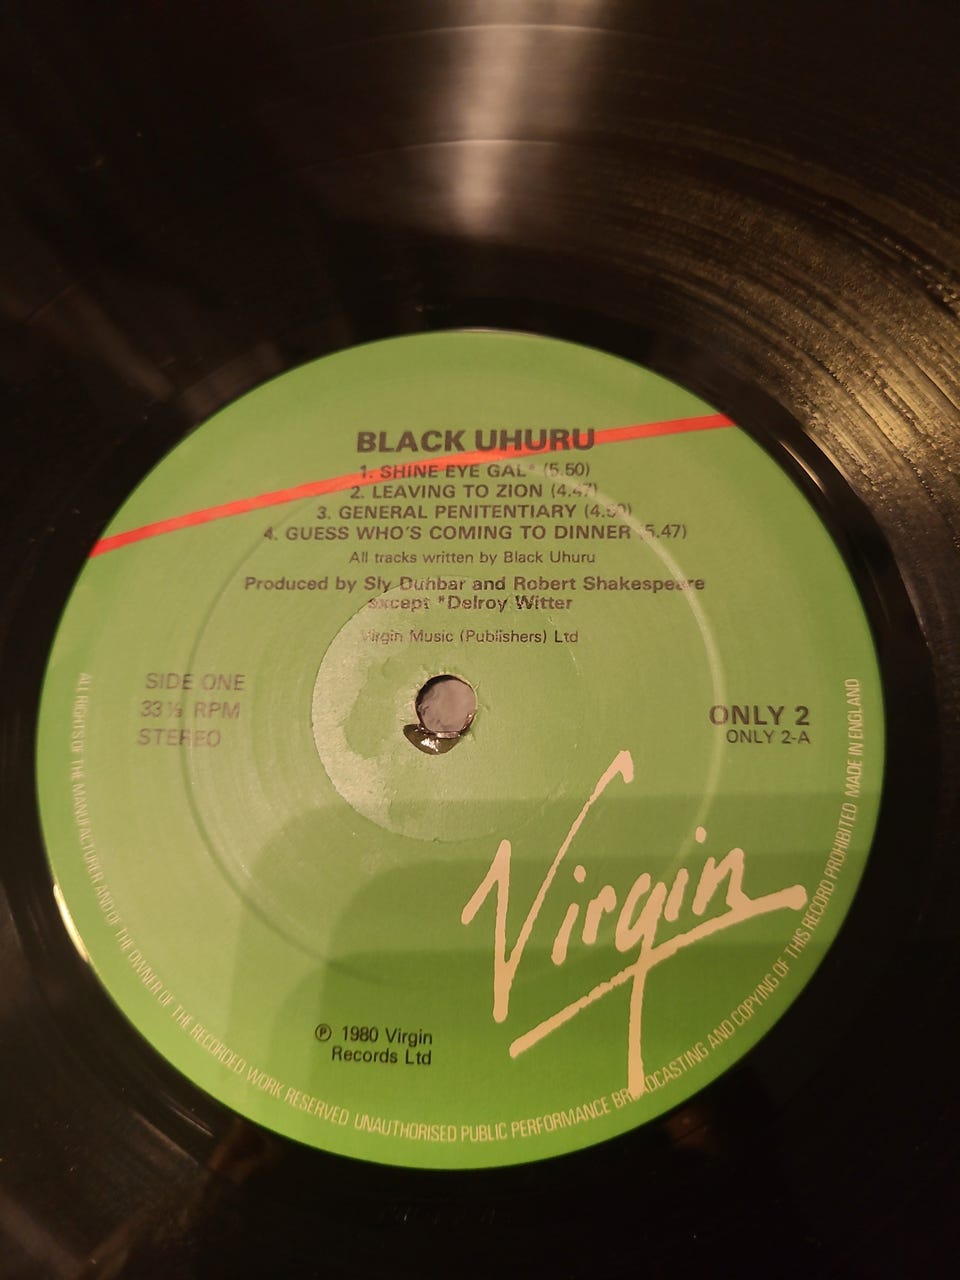 BLACK UHURU
1. SHINE EYE GAL* (5.50)
2. LEAVING TO ZION (4.47)
3. GENERAL PENITENTIARY
4. GUESS WHO'S COMING TO DINNER (5.47)
All tracks written by Black Uhuru
Produced by Sly Dunbar and Robert Shakespeare
except *Delroy Witter
Virgin Music (Publishers) Ltd
SIDE ONE
33⅓ RPM
STEREO
ONLY 2
ONLY 2-A
Virgin
℗ 1980 Virgin
Records Ltd
ALL RIGHTS OF THE MANUFACTURER AND OF THE OWNER OF THE RECORDED WORK RESERVED UNAUTHORISED PUBLIC PERFORMANCE BROADCASTING AND COPYING OF THIS RECORD PROHIBITED MADE IN ENGLAND